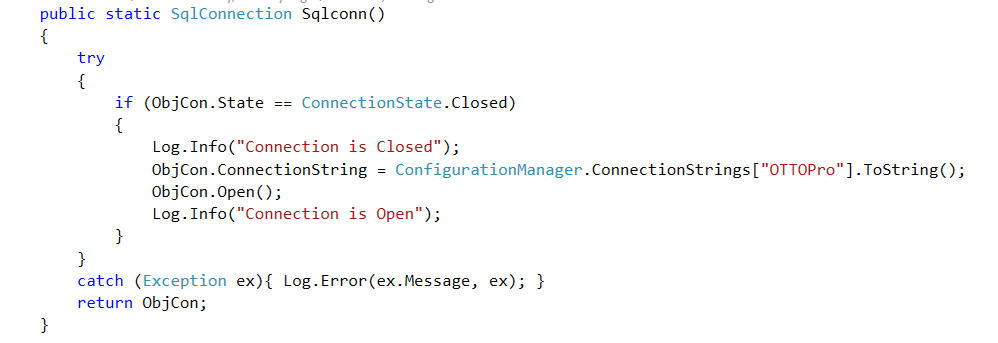 public static SqlConnection Sqlconn()
{
try
{
if (ObjCon.State == ConnectionState.Closed)
{
Log.Info("Connection is Closed");
ObjCon.ConnectionString = ConfigurationManager.ConnectionStrings["OTTOPro"].ToString();
ObjCon.Open();
Log.Info("Connection is Open");
}
}
catch (Exception ex){ Log.Error(ex.Message, ex); }
return ObjCon;
}